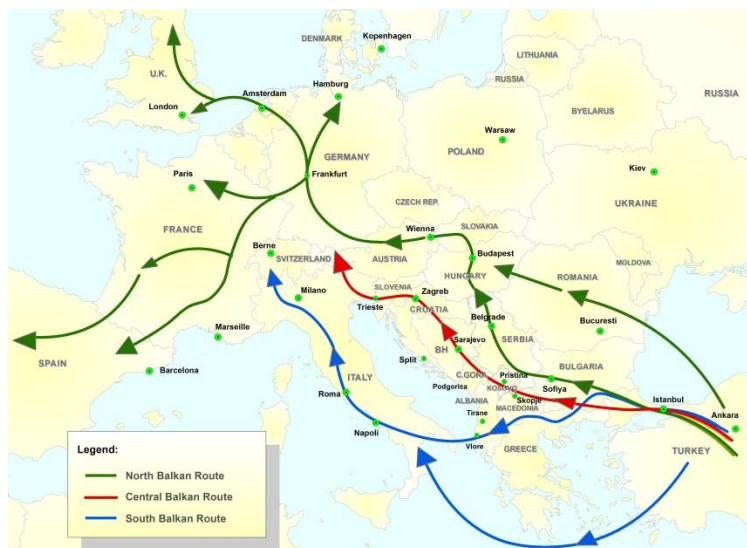 Kopenhagen
DENMARK
LITHUANIA
RUSSIA
RUSSIA
U.K.
Hamburg
Amsterdam
London
BYELARUS
Warsaw
POLAND
GERMANY
Paris
Frankfurt
Kiev
CZECH REP.
UKRAINE
FRANCE
SLOVAKIA
Wienna
Berne
SVITZERLAND
AUSTRIA
Budapest
MOLDOVA
HUNGARY
ROMANIA
Milano
SLOVENIA
Zagreb
Trieste
CROATIA
Belgrade
Bucuresti
Marseille
SERBIA
BH
Sarajevo
SPAIN
Split
Barcelona
ITALY
C.GORA
Pristina
BULGARIA
KOSOVO
Sofiya
Podgorica
Roma
Skopje
Istanbul
ALBANIA
MACEDONIA
Ankara
Tirane
Napoli
Vlore
GREECE
TURKEY
Legend:
North Balkan Route
Central Balkan Route
South Balkan Route